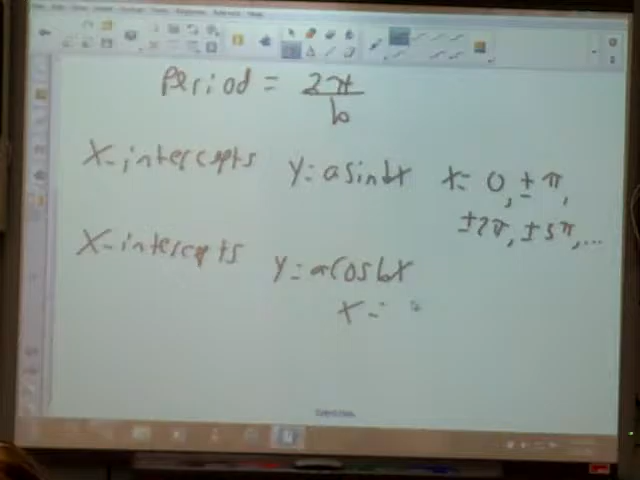 Period = 2π/b
X-intercepts y = a sin bx x = 0, ± π,
± 2π, ± 3π, ...
X-intercepts y = a cos bx
x =